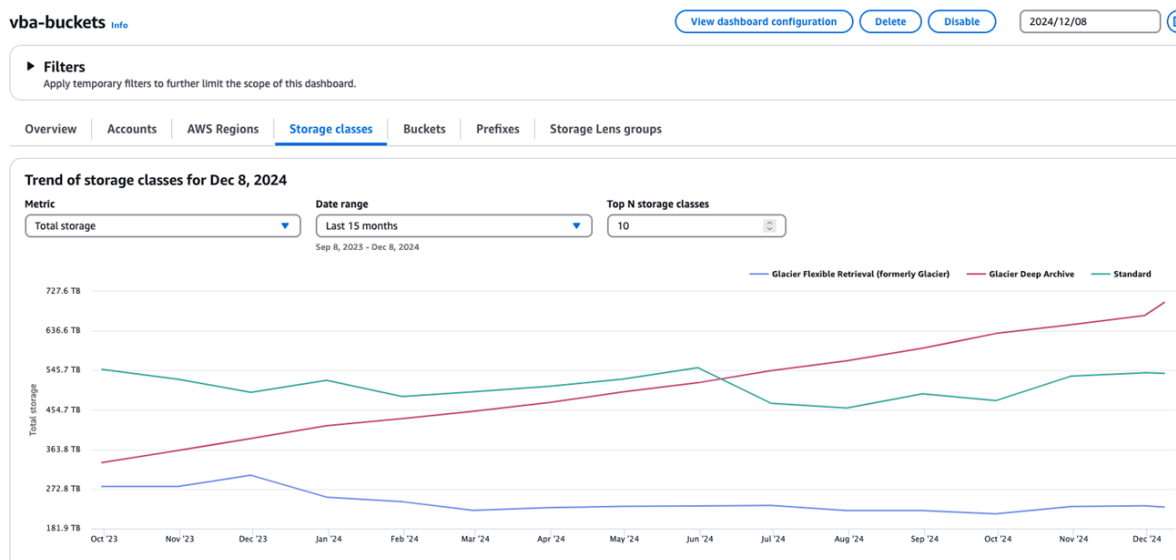 vba-buckets Info
View dashboard configuration
Delete
Disable
2024/12/08
Filters
Apply temporary filters to further limit the scope of this dashboard.
Overview
Accounts
AWS Regions
Storage classes
Buckets
Prefixes
Storage Lens groups
Trend of storage classes for Dec 8, 2024
Metric
Total storage
Date range
Last 15 months
Sep 8, 2023 - Dec 8, 2024
Top N storage classes
10
Glacier Flexible Retrieval (formerly Glacier)
Glacier Deep Archive
Standard
Total storage
727.6 TB
636.6 TB
545.7 TB
454.7 TB
363.8 TB
272.8 TB
181.9 TB
Oct '23
Nov '23
Dec '23
Jan '24
Feb '24
Mar '24
Apr '24
May '24
Jun '24
Jul '24
Aug '24
Sep '24
Oct '24
Nov '24
Dec '24